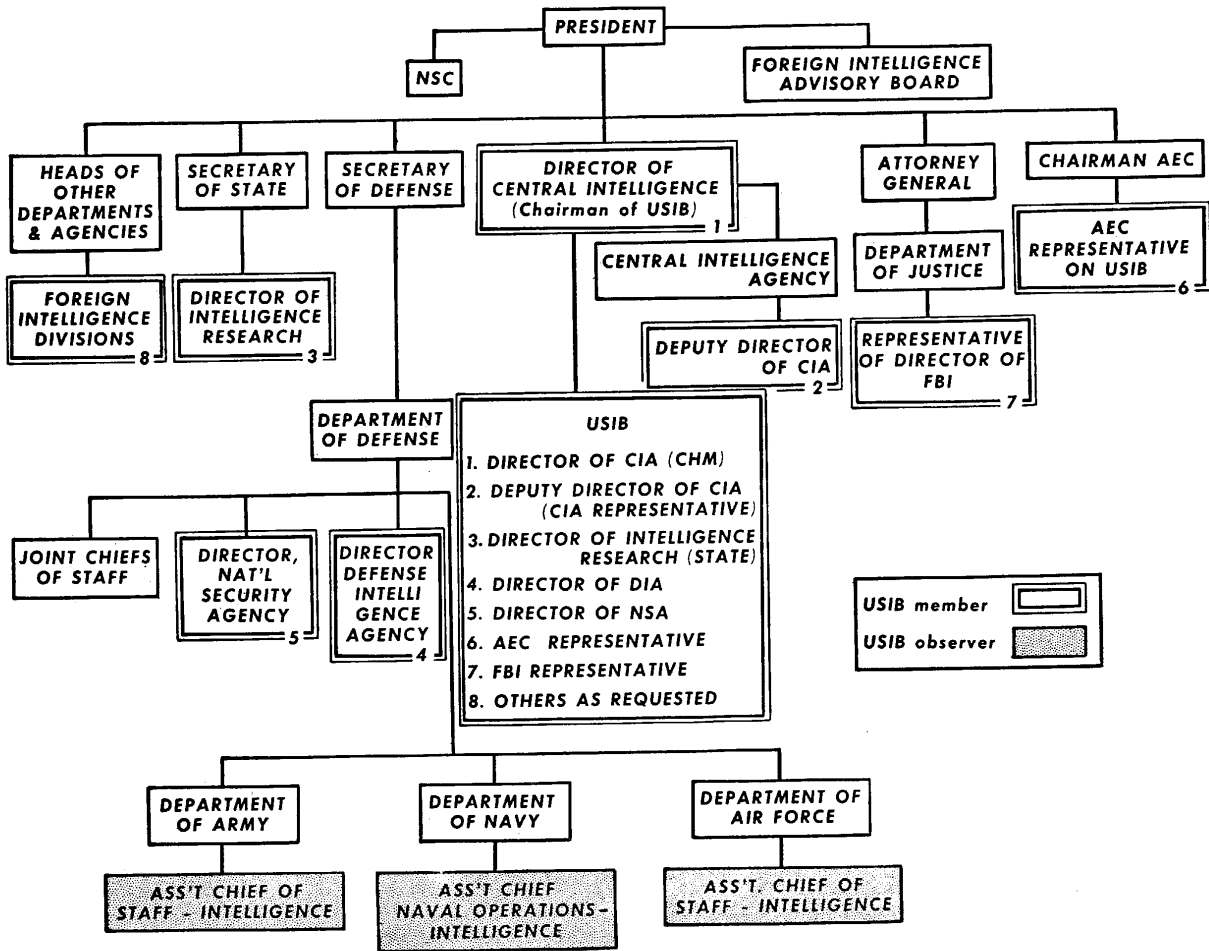 PRESIDENT
NSC
FOREIGN INTELLIGENCE
ADVISORY BOARD
HEADS OF
OTHER
DEPARTMENTS
& AGENCIES
SECRETARY
OF STATE
SECRETARY
OF DEFENSE
DIRECTOR OF
CENTRAL INTELLIGENCE
(Chairman of USIB)
1
ATTORNEY
GENERAL
CHAIRMAN AEC
FOREIGN
INTELLIGENCE
DIVISIONS
8
DIRECTOR OF
INTELLIGENCE
RESEARCH
3
CENTRAL INTELLIGENCE
AGENCY
DEPARTMENT
OF JUSTICE
AEC
REPRESENTATIVE
ON USIB
6
DEPUTY DIRECTOR
OF CIA
2
REPRESENTATIVE
OF DIRECTOR OF
FBI
7
DEPARTMENT
OF DEFENSE
USIB
1. DIRECTOR OF CIA (CHM)
2. DEPUTY DIRECTOR OF CIA
(CIA REPRESENTATIVE)
3. DIRECTOR OF INTELLIGENCE
RESEARCH (STATE)
4. DIRECTOR OF DIA
5. DIRECTOR OF NSA
6. AEC REPRESENTATIVE
7. FBI REPRESENTATIVE
8. OTHERS AS REQUESTED
JOINT CHIEFS
OF STAFF
DIRECTOR,
NAT'L
SECURITY
AGENCY
5
DIRECTOR
DEFENSE
INTELLI
GENCE
AGENCY
4
USIB member
USIB observer
DEPARTMENT
OF ARMY
DEPARTMENT
OF NAVY
DEPARTMENT OF
AIR FORCE
ASS'T CHIEF OF
STAFF - INTELLIGENCE
ASS'T CHIEF
NAVAL OPERATIONS-
INTELLIGENCE
ASS'T. CHIEF OF
STAFF - INTELLIGENCE